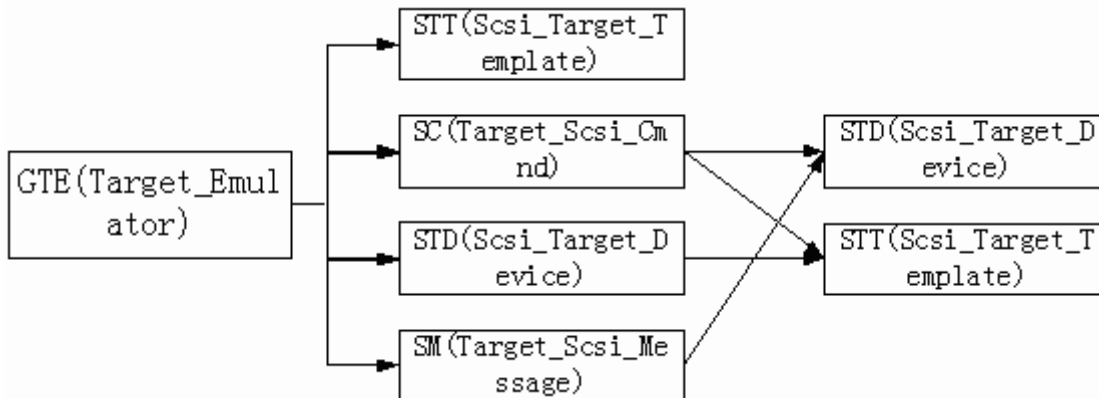 STT(Scsi_Target_T
emplate)
SC(Target_Scsi_Cm
nd)
STD(Scsi_Target_D
evice)
GTE(Target_Emul
ator)
STD(Scsi_Target_D
evice)
STT(Scsi_Target_T
emplate)
SM(Target_Scsi_Me
ssage)